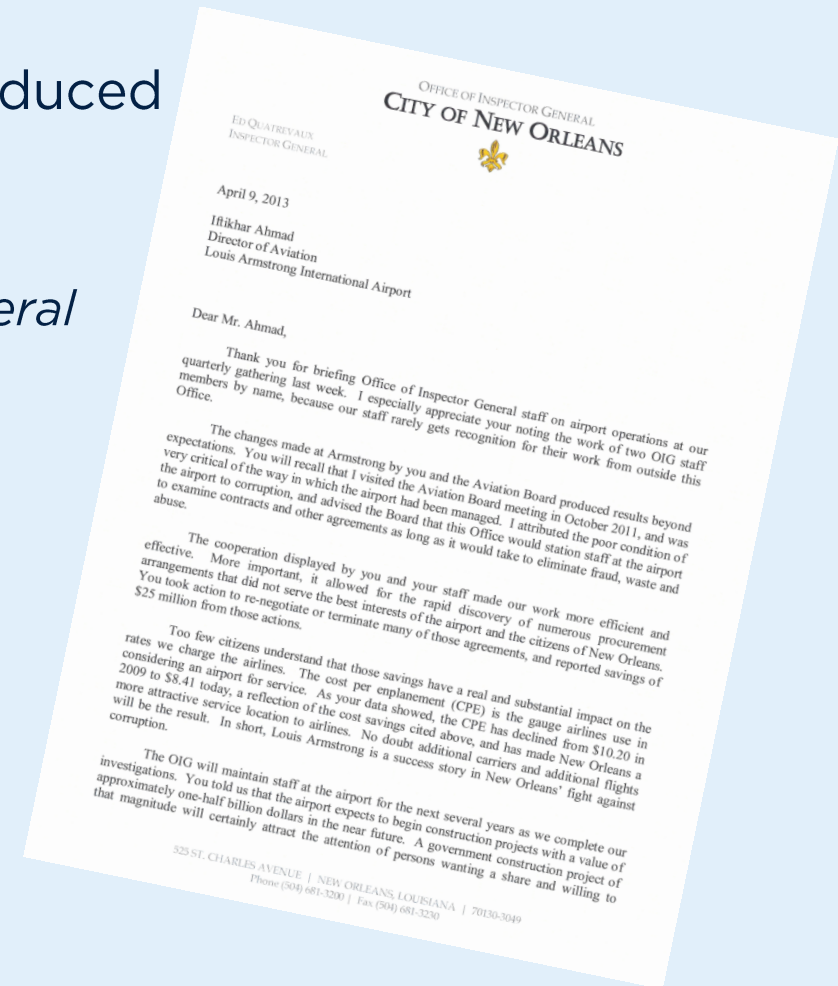 duced
eral
OFFICE OF INSPECTOR GENERAL
CITY OF NEW ORLEANS
ED QUATREVAUX
INSPECTOR GENERAL
April 9, 2013
Iftikhar Ahmad
Director of Aviation
Louis Armstrong International Airport
Dear Mr. Ahmad,
Thank you for briefing Office of Inspector General staff on airport operations at our
quarterly gathering last week. I especially appreciate your noting the work of two OIG staff
members by name, because our staff rarely gets recognition for their work from outside this
Office.
The changes made at Armstrong by you and the Aviation Board produced results beyond
expectations. You will recall that I visited the Aviation Board meeting in October 2011, and was
very critical of the way in which the airport had been managed. I attributed the poor condition of
the airport to corruption, and advised the Board that this Office would station staff at the airport
to examine contracts and other agreements as long as it would take to eliminate fraud, waste and
abuse.
The cooperation displayed by you and your staff made our work more efficient and
effective. More important, it allowed for the rapid discovery of numerous procurement
arrangements that did not serve the best interests of the airport and the citizens of New Orleans.
You took action to re-negotiate or terminate many of those agreements, and reported savings of
$25 million from those actions.
Too few citizens understand that those savings have a real and substantial impact on the
rates we charge the airlines. The cost per enplanement (CPE) is the gauge airlines use in
considering an airport for service. As your data showed, the CPE has declined from $10.20 in
2009 to $8.41 today, a reflection of the cost savings cited above, and has made New Orleans a
more attractive service location to airlines. No doubt additional carriers and additional flights
will be the result. In short, Louis Armstrong is a success story in New Orleans' fight against
corruption.
The OIG will maintain staff at the airport for the next several years as we complete our
investigations. You told us that the airport expects to begin construction projects with a value of
approximately one-half billion dollars in the near future. A government construction project of
that magnitude will certainly attract the attention of persons wanting a share and willing to
525 ST. CHARLES AVENUE | NEW ORLEANS, LOUISIANA | 70130-3049
Phone (504) 681-3200 | Fax (504) 681-3230